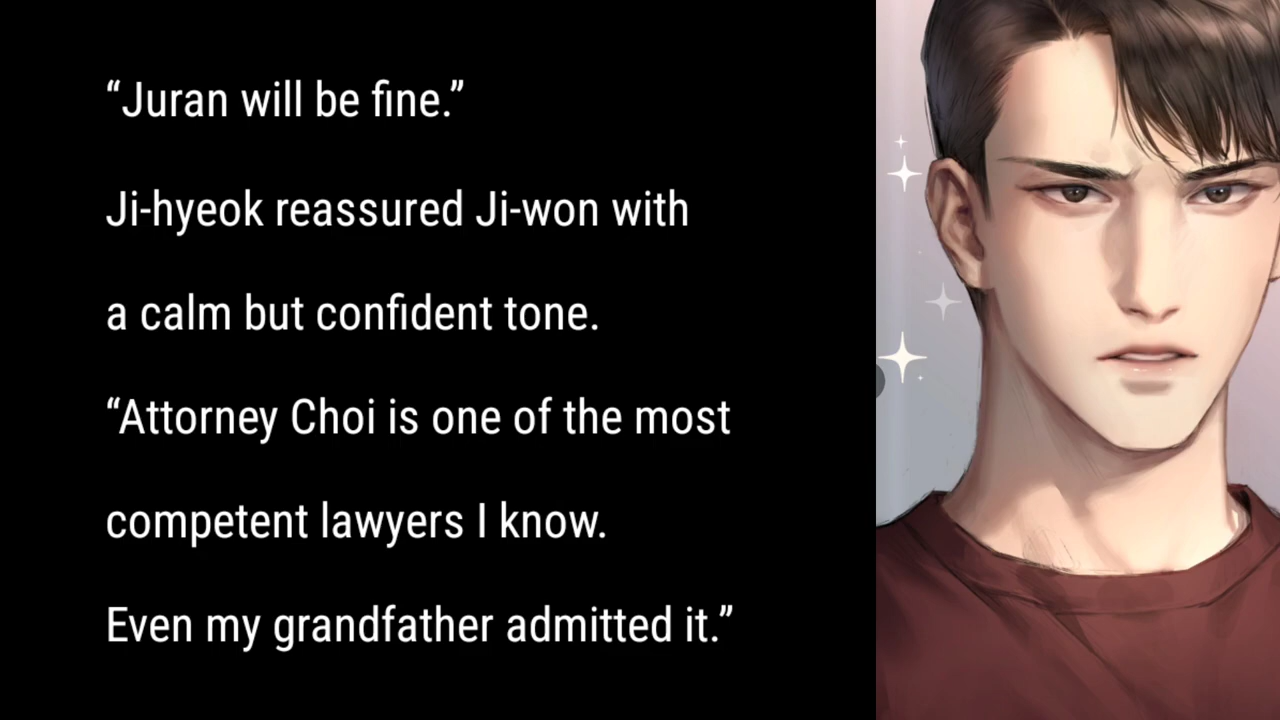 “Juran will be fine.”
Ji-hyeok reassured Ji-won with
a calm but confident tone.
“Attorney Choi is one of the most
competent lawyers I know.
Even my grandfather admitted it.”